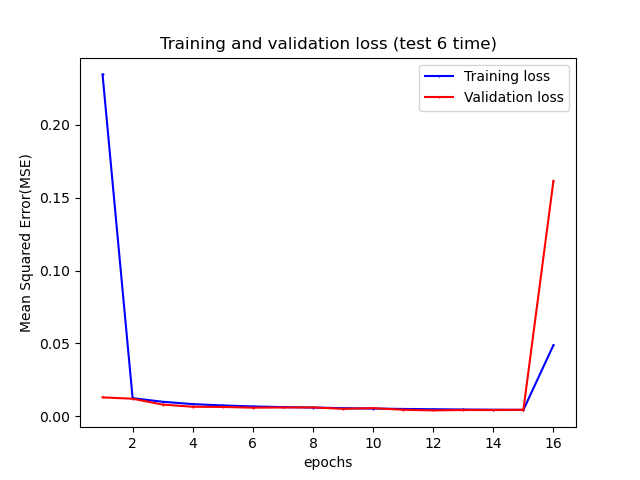 Training and validation loss (test 6 time)
Training loss
Validation loss
Mean Squared Error(MSE)
0.20
0.15
0.10
0.05
0.00
2 4 6 8 10 12 14 16
epochs